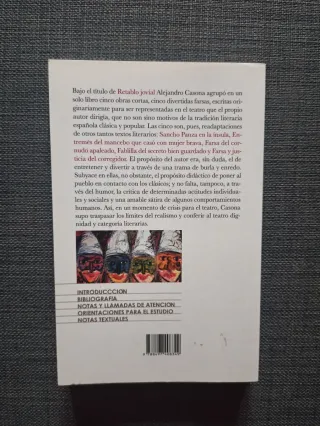 Bajo el título de Retablo jovial Alejandro Casona agrupó en un
solo libro cinco obras cortas, cinco divertidas farsas, escritas ori-
ginariamente para ser representadas en el teatro que el propio
autor dirigía, que no son sino motivos de la tradición literaria
española clásica y popular. Las cinco son, pues, readaptaciones
de otros tantos textos literarios: Sancho Panza en la ínsula, En-
tremés del mancebo que casó con mujer brava, Farsa del cor-
nudo apaleado, Fablilla del secreto bien guardado y Farsa y jus-
ticia del corregidor. El propósito del autor era, sin duda, el de
entretener y divertir a través de una trama de burla y enredo.
Subyace en ellas, no obstante, el propósito didáctico de poner al
pueblo en contacto con los clásicos; y no falta, tampoco, a tra-
vés del humor, la crítica de determinadas actitudes individua-
les y sociales y una amable sátira de algunos comportamientos
humanos. Así, en un momento de crisis para el teatro, Casona
supo traspasar los límites del realismo y conferir al teatro dig-
nidad y categoría literarias.
INTRODUCCCIÓN
BIBLIOGRAFÍA
NOTAS Y LLAMADAS DE ATENCIÓN
ORIENTACIONES PARA EL ESTUDIO
NOTAS TEXTUALES